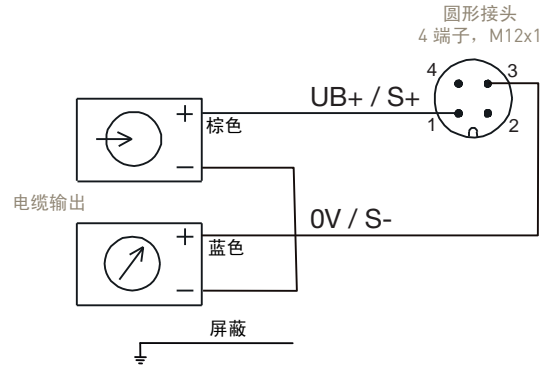 圆形接头
4 端子，M12x1
4
3
UB+ / S+
1
2
+
棕色
−
电缆输出
0V / S-
+
蓝色
−
屏蔽